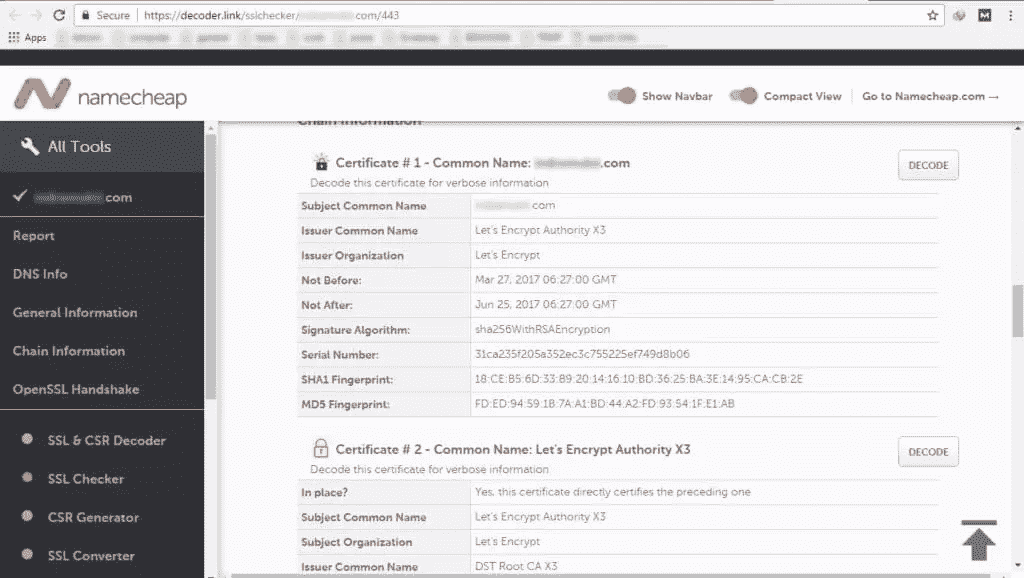 Secure https://decoder.link/sslchecker/ .com/443
Apps
namecheap
Show Navbar
Compact View
Go to Namecheap.com →
All Tools
.com
Report
DNS Info
General Information
Chain Information
OpenSSL Handshake
SSL & CSR Decoder
SSL Checker
CSR Generator
SSL Converter
Chain Information
Certificate # 1 - Common Name: .com
DECODE
Decode this certificate for verbose information
Subject Common Name .com
Issuer Common Name Let's Encrypt Authority X3
Issuer Organization Let's Encrypt
Not Before: Mar 27, 2017 06:27:00 GMT
Not After: Jun 25, 2017 06:27:00 GMT
Signature Algorithm: sha256WithRSAEncryption
Serial Number: 31ca235f205a352ec3c755225ef749d8b06
SHA1 Fingerprint: 18:CE:B5:6D:33:B9:20:14:16:10:BD:36:25:BA:3E:14:95:CA:CB:2E
MD5 Fingerprint: FD:ED:94:59:1B:7A:A1:BD:44:A2:FD:93:54:1F:E1:AB
Certificate # 2 - Common Name: Let's Encrypt Authority X3
DECODE
Decode this certificate for verbose information
In place? Yes, this certificate directly certifies the preceding one
Subject Common Name Let's Encrypt Authority X3
Subject Organization Let's Encrypt
Issuer Common Name DST Root CA X3